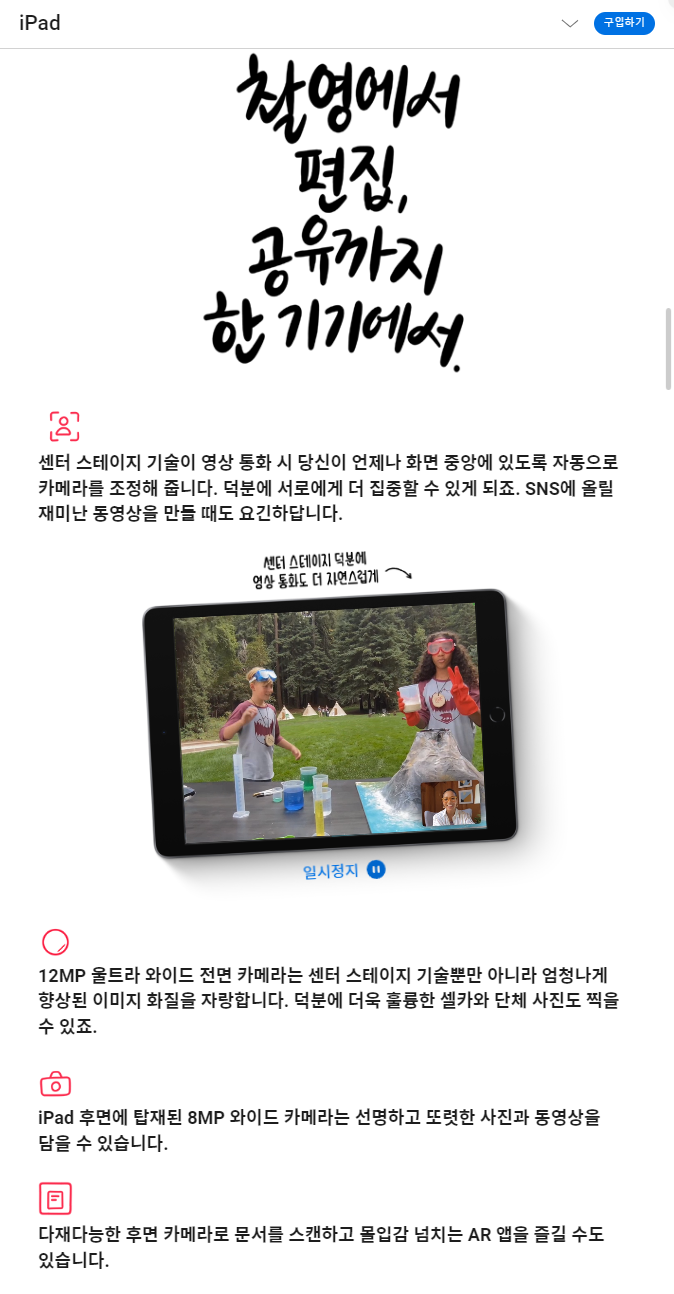 iPad
구입하기
촬영에서
편집,
공유까지
한 기기에서.
센터 스테이지 기술이 영상 통화 시 당신이 언제나 화면 중앙에 있도록 자동으로
카메라를 조정해 줍니다. 덕분에 서로에게 더 집중할 수 있게 되죠. SNS에 올릴
재미난 동영상을 만들 때도 요긴하답니다.
센터 스테이지 덕분에
영상 통화도 더 자연스럽게
일시정지
12MP 울트라 와이드 전면 카메라는 센터 스테이지 기술뿐만 아니라 엄청나게
향상된 이미지 화질을 자랑합니다. 덕분에 더욱 훌륭한 셀카와 단체 사진도 찍을
수 있죠.
iPad 후면에 탑재된 8MP 와이드 카메라는 선명하고 또렷한 사진과 동영상을
담을 수 있습니다.
다재다능한 후면 카메라로 문서를 스캔하고 몰입감 넘치는 AR 앱을 즐길 수도
있습니다.